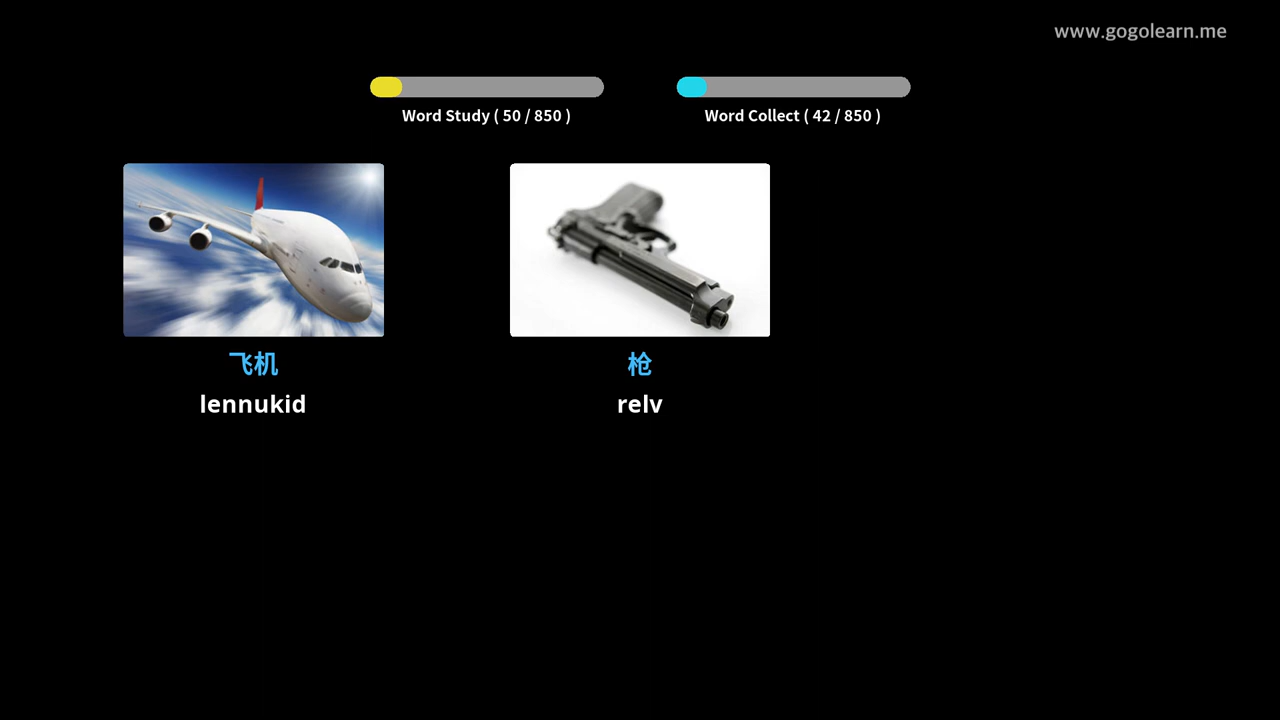 www.gogolearn.me
Word Study ( 50 / 850 )
Word Collect ( 42 / 850 )
飞机
lennukid
枪
relv